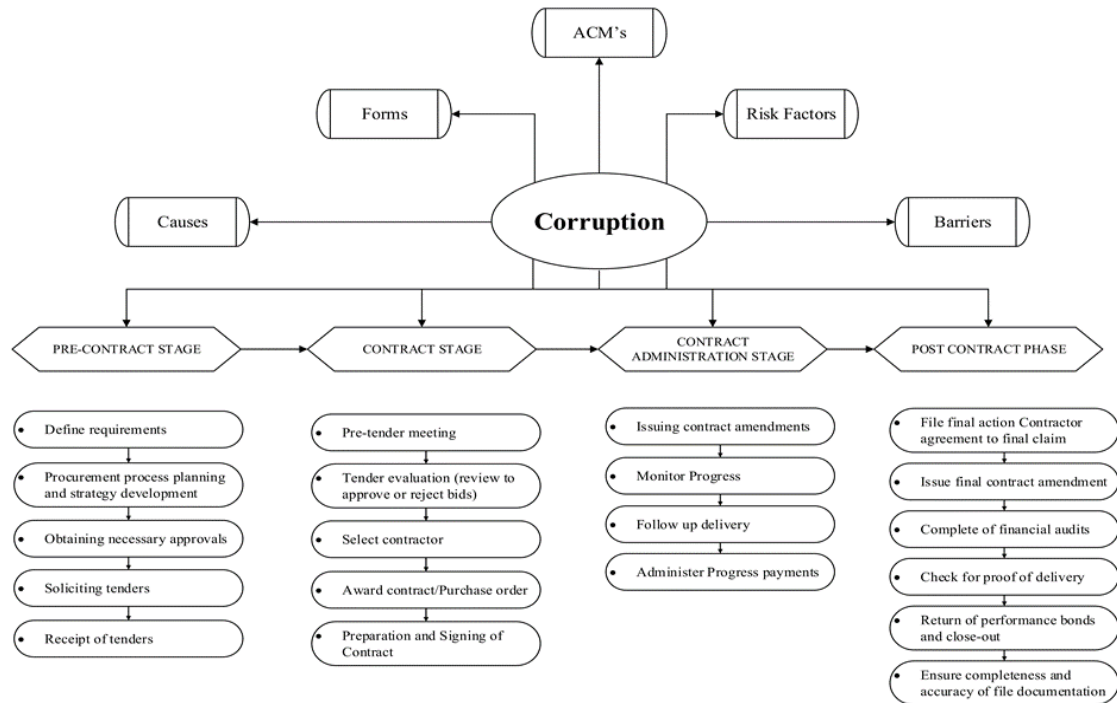 ACM's
Forms
Risk Factors
Causes
Corruption
Barriers
PRE-CONTRACT STAGE
CONTRACT STAGE
CONTRACT
ADMINISTRATION STAGE
POST CONTRACT PHASE
• Define requirements
• Procurement process planning
and strategy development
• Obtaining necessary approvals
• Soliciting tenders
• Receipt of tenders
• Pre-tender meeting
• Tender evaluation (review to
approve or reject bids)
• Select contractor
• Award contract/Purchase order
• Preparation and Signing of
Contract
• Issuing contract amendments
• Monitor Progress
• Follow up delivery
• Administer Progress payments
• File final action Contractor
agreement to final claim
• Issue final contract amendment
• Complete of financial audits
• Check for proof of delivery
• Return of performance bonds
and close-out
• Ensure completeness and
accuracy of file documentation